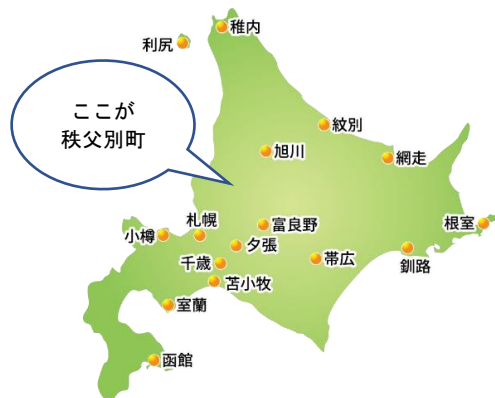 稚内
利尻
ここが
秩父別町
紋別
旭川
網走
根室
札幌
富良野
小樽
夕張
釧路
帯広
千歳
苫小牧
室蘭
函館